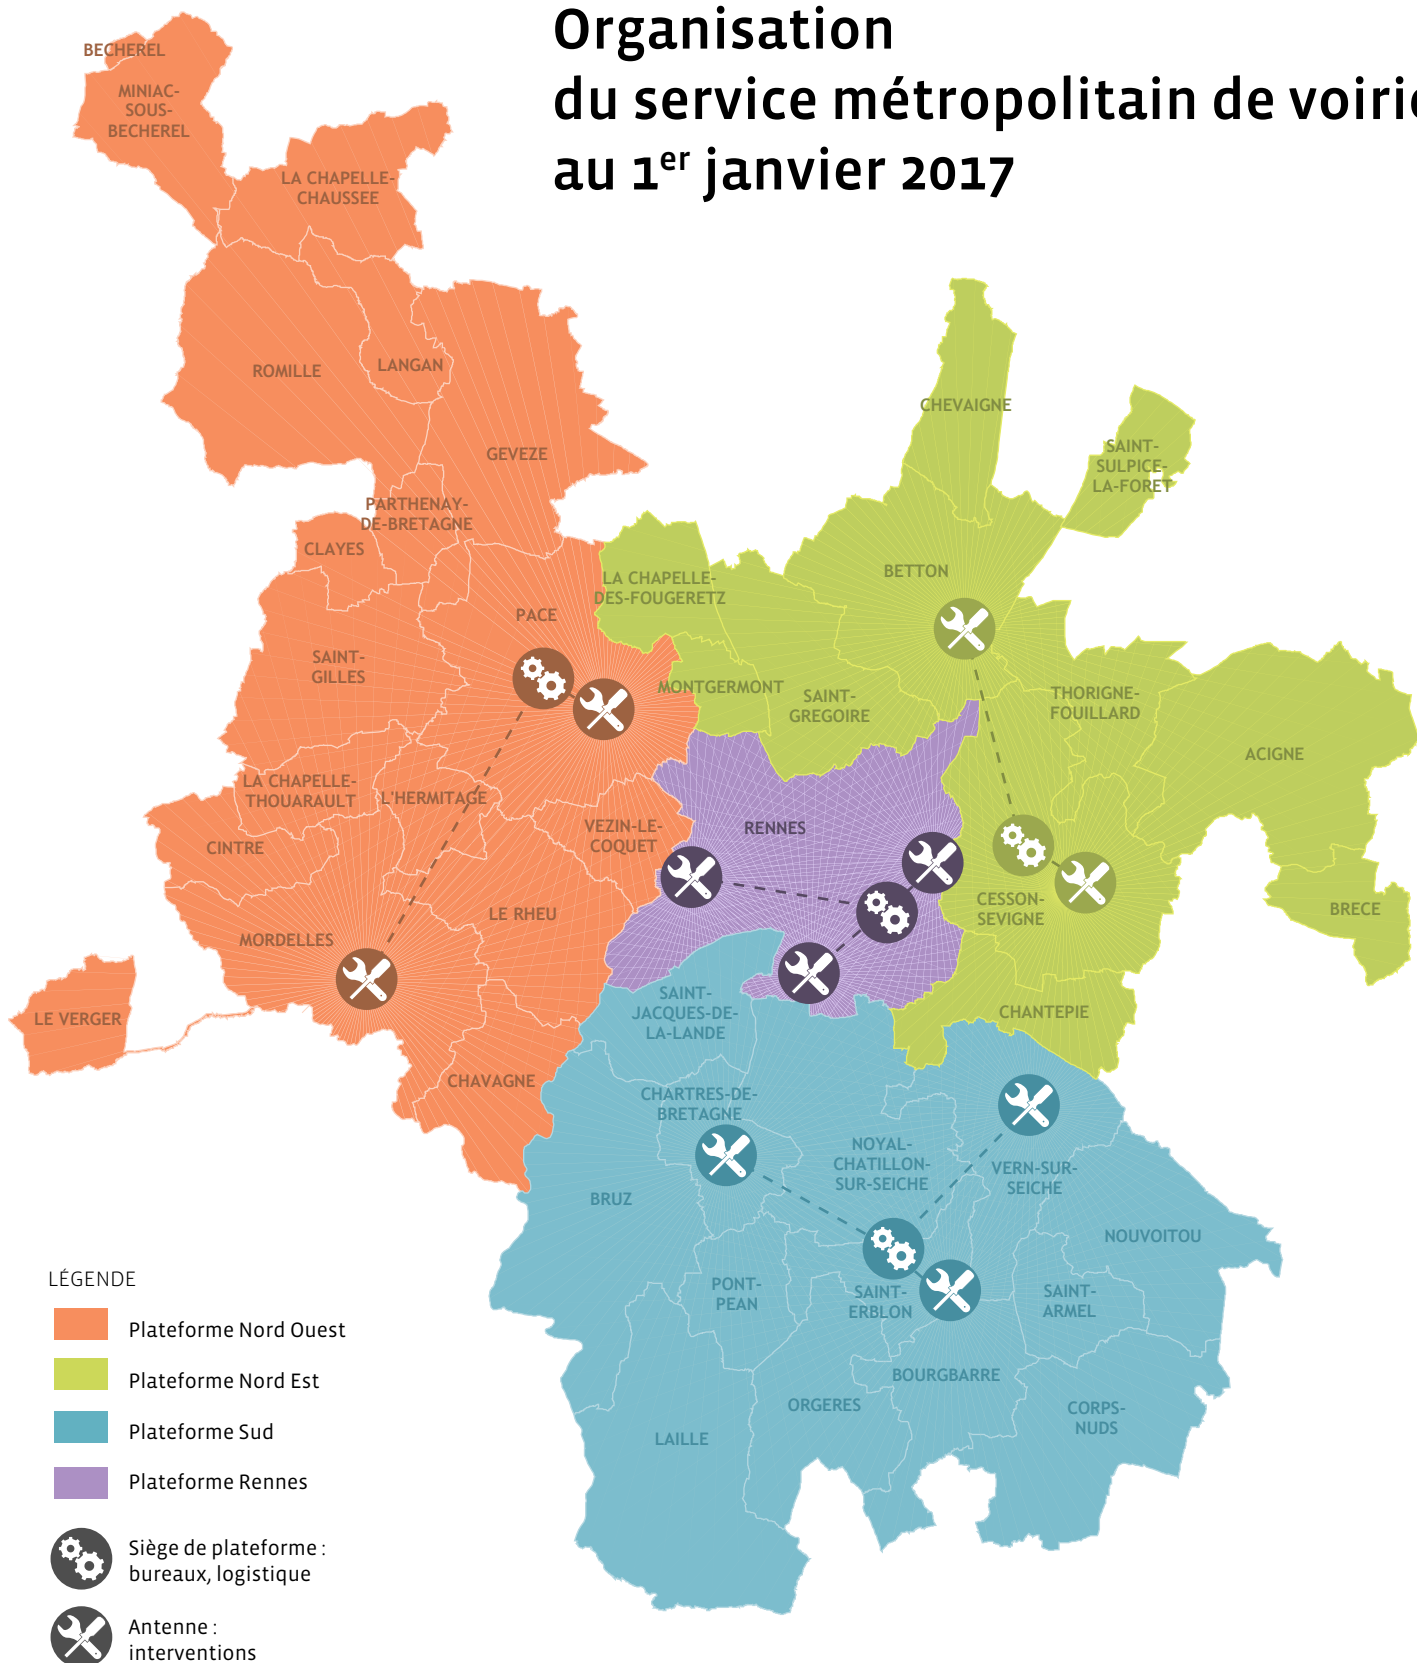 Organisation
du service métropolitain de voirie
au 1er janvier 2017
BECHEREL
MINIAC-
SOUS-
BECHEREL
LA CHAPELLE-
CHAUSSEE
ROMILLE
LANGAN
GEVEZE
PARTHENAY-
DE-BRETAGNE
CLAYES
PACE
SAINT-
GILLES
LA CHAPELLE-
THOUARAULT
L'HERMITAGE
CINTRE
VEZIN-LE-
COQUET
LE RHEU
MORDELLES
LE VERGER
CHAVAGNE
CHEVAIGNE
SAINT-
SULPICE-
LA-FORET
BETTON
LA CHAPELLE-
DES-FOUGERETZ
MONTGERMONT
SAINT-
GREGOIRE
THORIGNE-
FOUILLARD
ACIGNE
BRECE
CESSON-
SEVIGNE
CHANTEPIE
RENNES
SAINT-
JACQUES-DE-
LA-LANDE
CHARTRES-DE-
BRETAGNE
NOYAL-
CHATILLON-
SUR-SEICHE
VERN-SUR-
SEICHE
BRUZ
NOUVOITOU
PONT-
PEAN
SAINT-
ERBLON
SAINT-
ARMEL
BOURGBARRE
ORGERES
CORPS-
NUDS
LAILLE
LÉGENDE
Plateforme Nord Ouest
Plateforme Nord Est
Plateforme Sud
Plateforme Rennes
Siège de plateforme :
bureaux, logistique
Antenne :
interventions